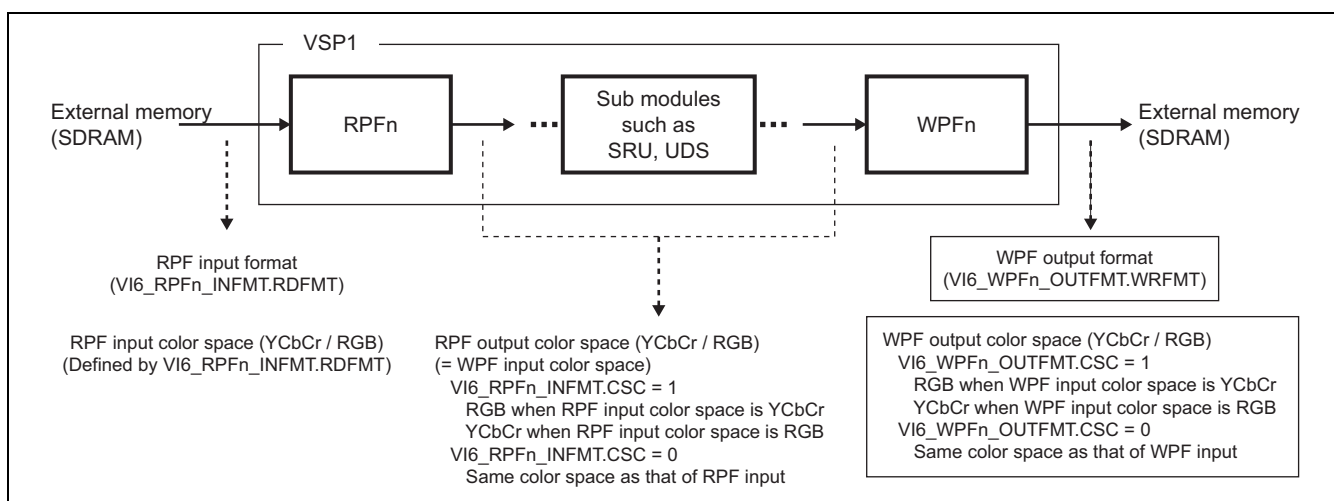 VSP1
External memory
(SDRAM)
RPFn
Sub modules
such as
SRU, UDS
WPFn
External memory
(SDRAM)
RPF input format
(VI6_RPFn_INFMT.RDFMT)
WPF output format
(VI6_WPFn_OUTFMT.WRFMT)
RPF input color space (YCbCr / RGB)
(Defined by VI6_RPFn_INFMT.RDFMT)
RPF output color space (YCbCr / RGB)
(= WPF input color space)
VI6_RPFn_INFMT.CSC = 1
RGB when RPF input color space is YCbCr
YCbCr when RPF input color space is RGB
VI6_RPFn_INFMT.CSC = 0
Same color space as that of RPF input
WPF output color space (YCbCr / RGB)
VI6_WPFn_OUTFMT.CSC = 1
RGB when WPF input color space is YCbCr
YCbCr when WPF input color space is RGB
VI6_WPFn_OUTFMT.CSC = 0
Same color space as that of WPF input